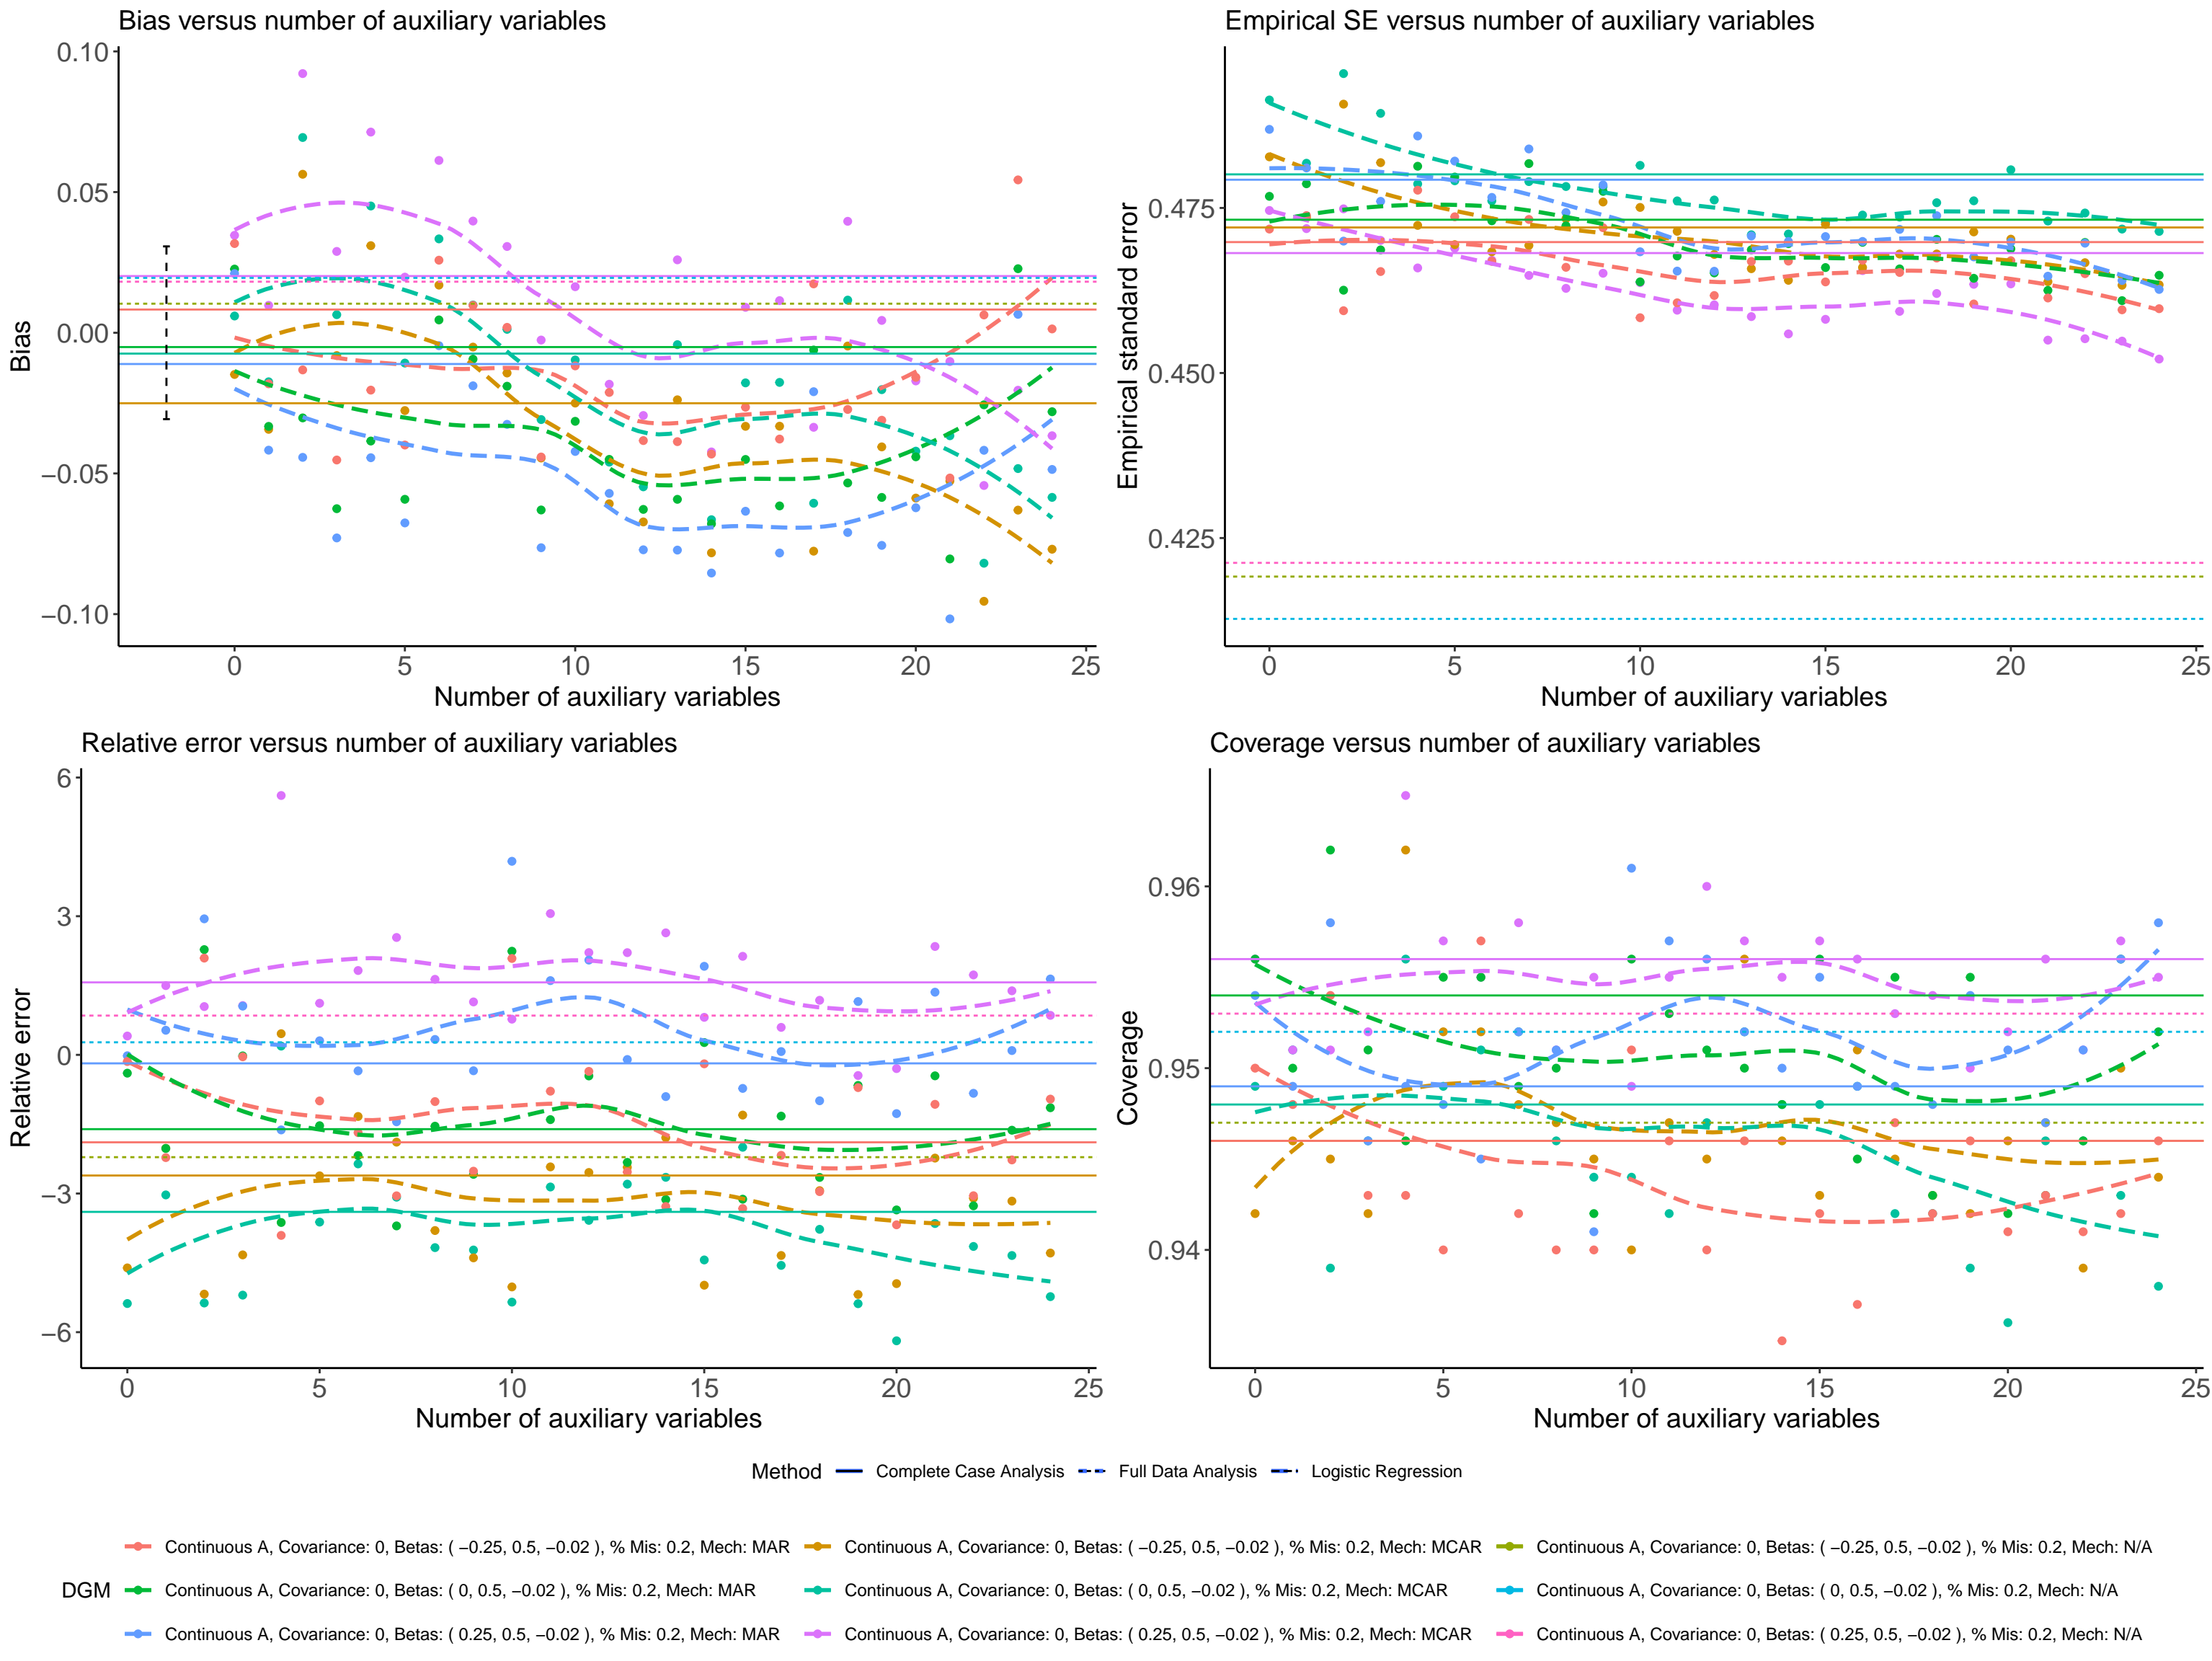 Bias versus number of auxiliary variables
0.10
0.05
0.00
−0.05
−0.10
Bias
0 5 10 15 20 25
Number of auxiliary variables
Empirical SE versus number of auxiliary variables
0.475
0.450
0.425
Empirical standard error
0 5 10 15 20 25
Number of auxiliary variables
Relative error versus number of auxiliary variables
6
3
0
−3
−6
Relative error
0 5 10 15 20 25
Number of auxiliary variables
Coverage versus number of auxiliary variables
0.96
0.95
0.94
Coverage
0 5 10 15 20 25
Number of auxiliary variables
Method Complete Case Analysis Full Data Analysis Logistic Regression
DGM
Continuous A, Covariance: 0, Betas: ( −0.25, 0.5, −0.02 ), % Mis: 0.2, Mech: MAR
Continuous A, Covariance: 0, Betas: ( −0.25, 0.5, −0.02 ), % Mis: 0.2, Mech: MCAR
Continuous A, Covariance: 0, Betas: ( −0.25, 0.5, −0.02 ), % Mis: 0.2, Mech: N/A
Continuous A, Covariance: 0, Betas: ( 0, 0.5, −0.02 ), % Mis: 0.2, Mech: MAR
Continuous A, Covariance: 0, Betas: ( 0, 0.5, −0.02 ), % Mis: 0.2, Mech: MCAR
Continuous A, Covariance: 0, Betas: ( 0, 0.5, −0.02 ), % Mis: 0.2, Mech: N/A
Continuous A, Covariance: 0, Betas: ( 0.25, 0.5, −0.02 ), % Mis: 0.2, Mech: MAR
Continuous A, Covariance: 0, Betas: ( 0.25, 0.5, −0.02 ), % Mis: 0.2, Mech: MCAR
Continuous A, Covariance: 0, Betas: ( 0.25, 0.5, −0.02 ), % Mis: 0.2, Mech: N/A